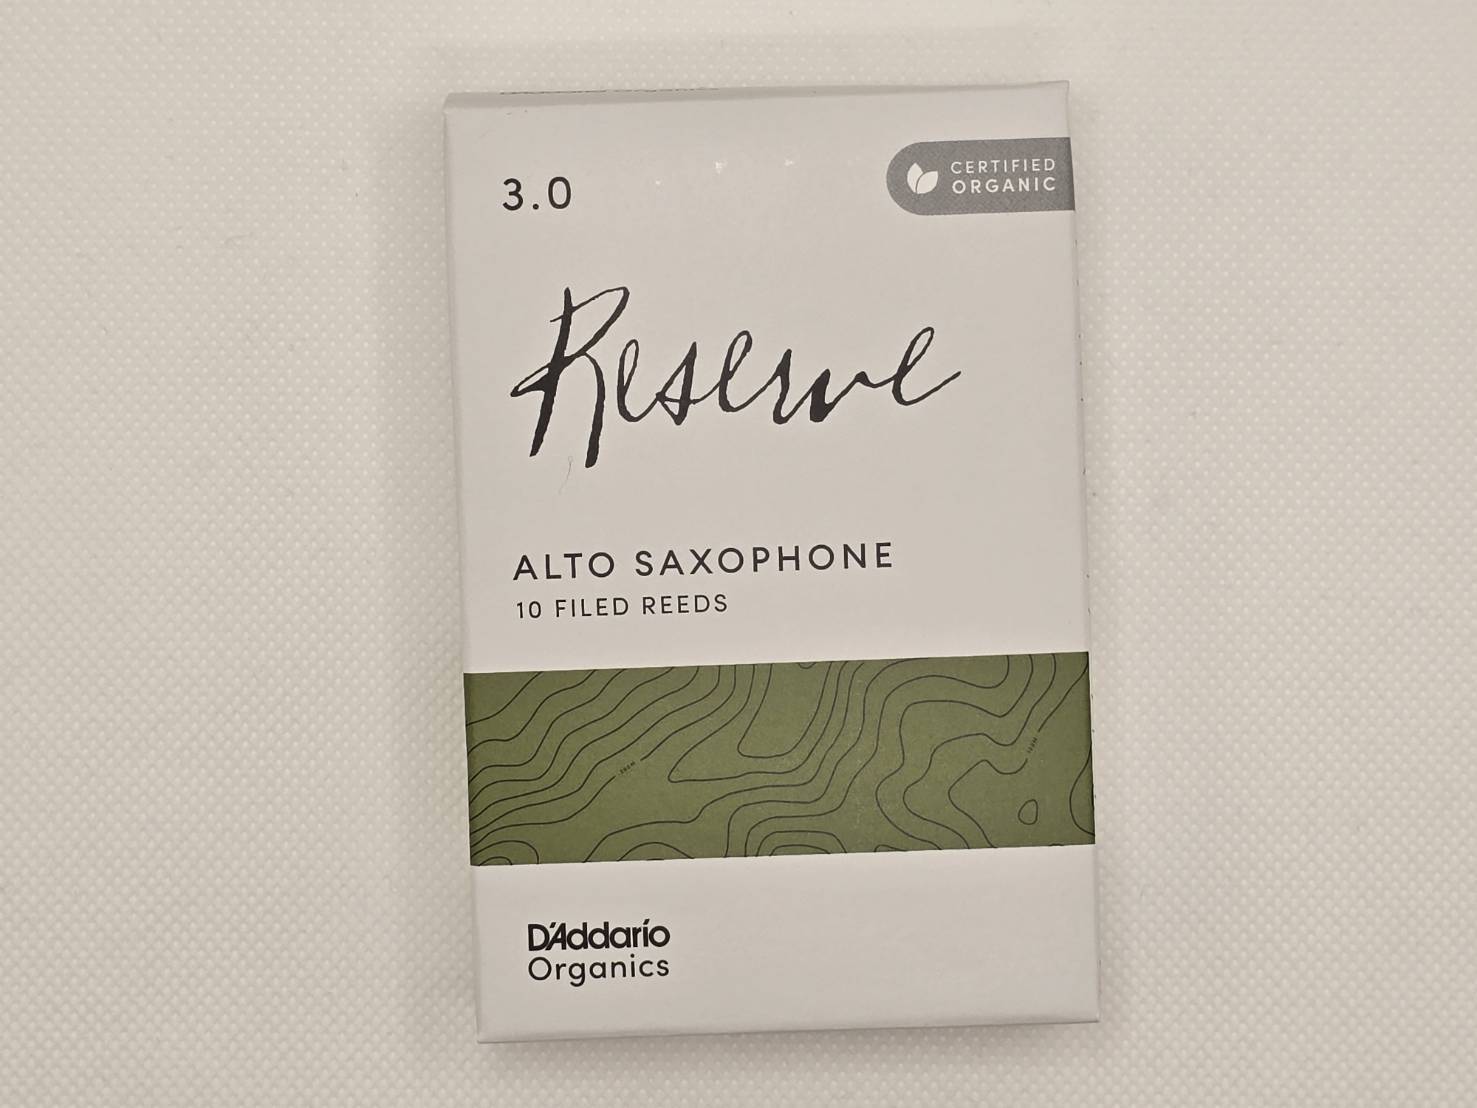 3.0
CERTIFIED
ORGANIC
Reserve
ALTO SAXOPHONE
10 FILED REEDS
D'Addario
Organics